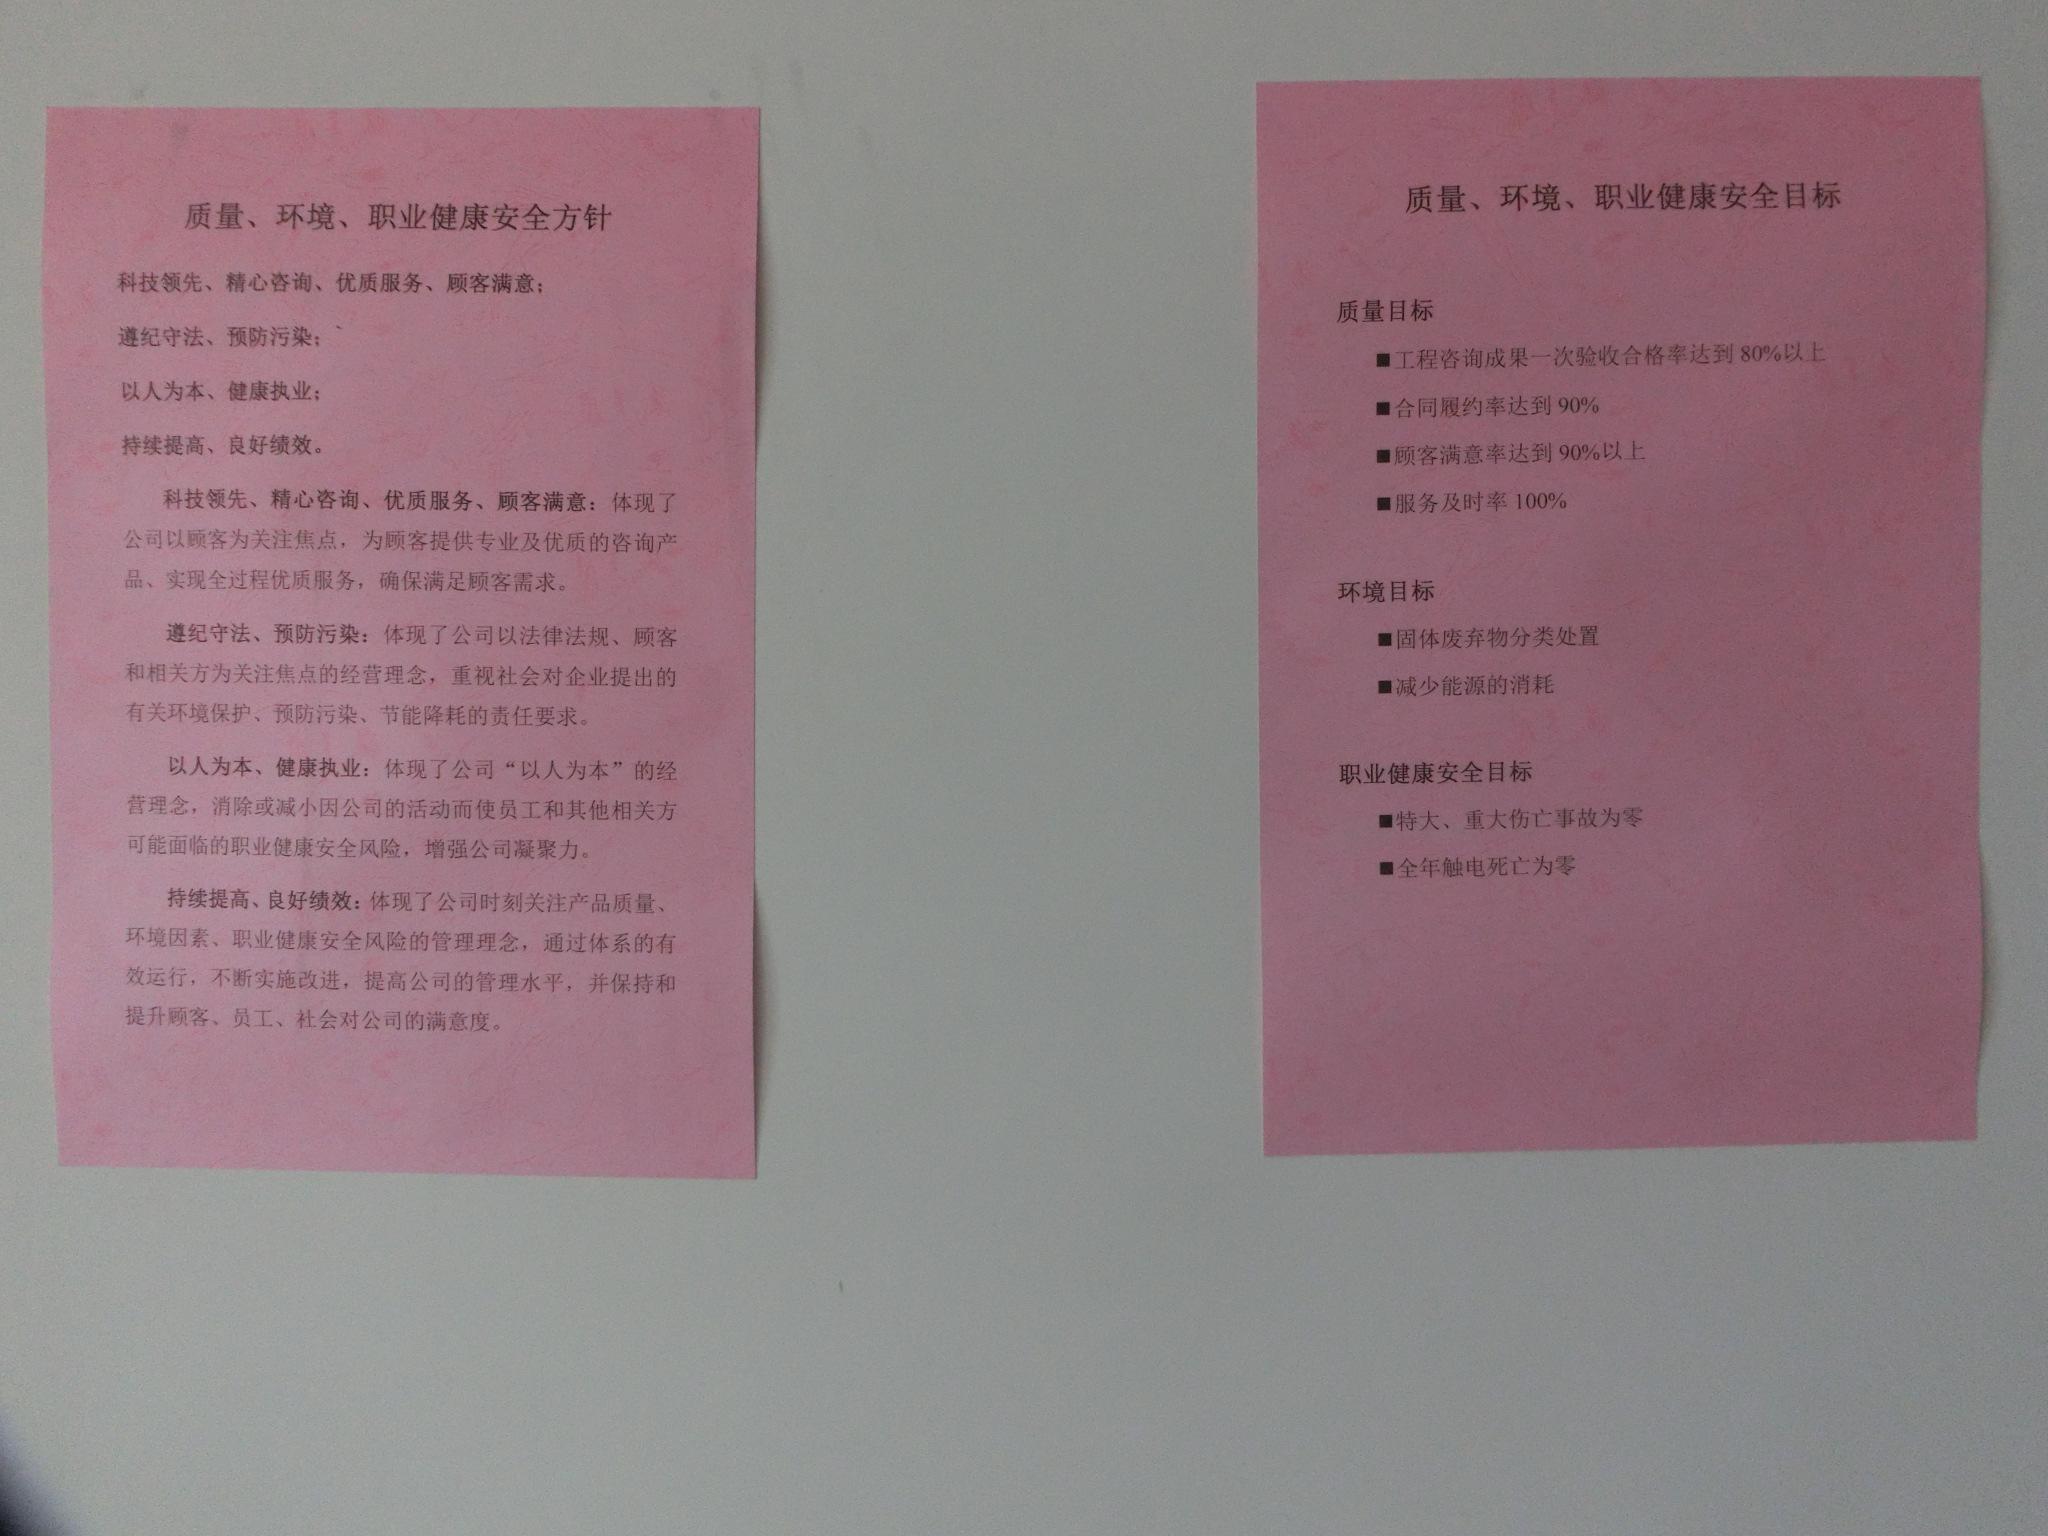 质量、环境、职业健康安全方针
科技领先、精心咨询、优质服务、顾客满意；
遵纪守法、预防污染；`
以人为本、健康执业；
持续提高、良好绩效。
科技领先、精心咨询、优质服务、顾客满意：体现了
公司以顾客为关注焦点，为顾客提供专业及优质的咨询产
品、实现全过程优质服务，确保满足顾客需求。
遵纪守法、预防污染：体现了公司以法律法规、顾客
和相关方为关注焦点的经营理念，重视社会对企业提出的
有关环境保护、预防污染、节能降耗的责任要求。
以人为本、健康执业：体现了公司“以人为本”的经
营理念，消除或减小因公司的活动而使员工和其他相关方
可能面临的职业健康安全风险，增强公司凝聚力。
持续提高、良好绩效：体现了公司时刻关注产品质量、
环境因素、职业健康安全风险的管理理念，通过体系的有
效运行，不断实施改进，提高公司的管理水平，并保持和
提升顾客、员工、社会对公司的满意度。
质量、环境、职业健康安全目标
质量目标
■工程咨询成果一次验收合格率达到 80%以上
■合同履约率达到 90%
■顾客满意率达到 90%以上
■服务及时率 100%
环境目标
■固体废弃物分类处置
■减少能源的消耗
职业健康安全目标
■特大、重大伤亡事故为零
■全年触电死亡为零